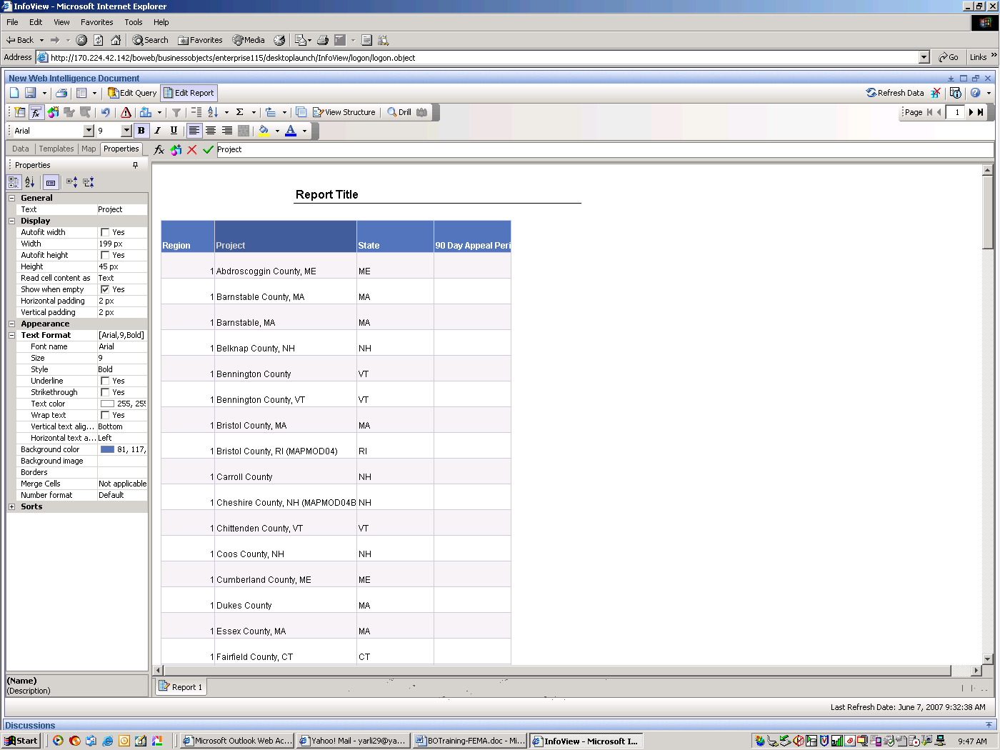 InfoView - Microsoft Internet Explorer
File Edit View Favorites Tools Help
Back Search Favorites Media
Address http://170.224.42.142/boweb/businessobjects/enterprise115/desktoplaunch/InfoView/logon/logon.object Go Links »
New Web Intelligence Document
Edit Query Edit Report Refresh Data
View Structure Drill Page 1
Arial 9 B I U A
Data Templates Map Properties fx Project
Properties
General
Text Project
Display
Autofit width Yes
Width 199 px
Autofit height Yes
Height 45 px
Read cell content as Text
Show when empty Yes
Horizontal padding 2 px
Vertical padding 2 px
Appearance
Text Format [Arial,9,Bold]
Font name Arial
Size 9
Style Bold
Underline Yes
Strikethrough Yes
Text color 255, 255
Wrap text Yes
Vertical text alig... Bottom
Horizontal text a... Left
Background color 81, 117,
Background image
Borders
Merge Cells Not applicable
Number format Default
Sorts
(Name)
(Description)
Report Title
Region Project State 90 Day Appeal Peri
1 Abdroscoggin County, ME ME
1 Barnstable County, MA MA
1 Barnstable, MA MA
1 Belknap County, NH NH
1 Bennington County VT
1 Bennington County, VT VT
1 Bristol County, MA MA
1 Bristol County, RI (MAPMOD04) RI
1 Carroll County NH
1 Cheshire County, NH (MAPMOD04B NH
1 Chittenden County, VT VT
1 Coos County, NH NH
1 Cumberland County, ME ME
1 Dukes County MA
1 Essex County, MA MA
1 Fairfield County, CT CT
Report 1
Last Refresh Date: June 7, 2007 9:32:38 AM
Discussions
Start Microsoft Outlook Web Ac... Yahoo! Mail - yarli29@ya... BOTraining-FEMA.doc - Mi... InfoView - Microsoft I... 9:47 AM